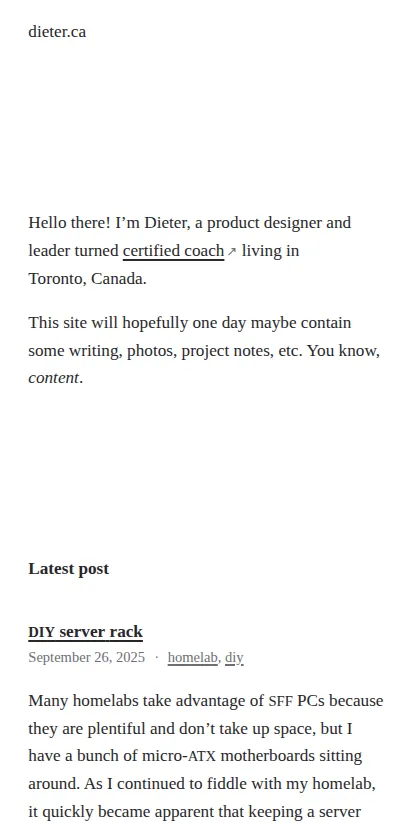 dieter.ca
Hello there! I’m Dieter, a product designer and
leader turned certified coach ↗ living in
Toronto, Canada.
This site will hopefully one day maybe contain
some writing, photos, project notes, etc. You know,
content.
Latest post
DIY server rack
September 26, 2025 · homelab, diy
Many homelabs take advantage of SFF PCs because
they are plentiful and don’t take up space, but I
have a bunch of micro-ATX motherboards sitting
around. As I continued to fiddle with my homelab,
it quickly became apparent that keeping a server